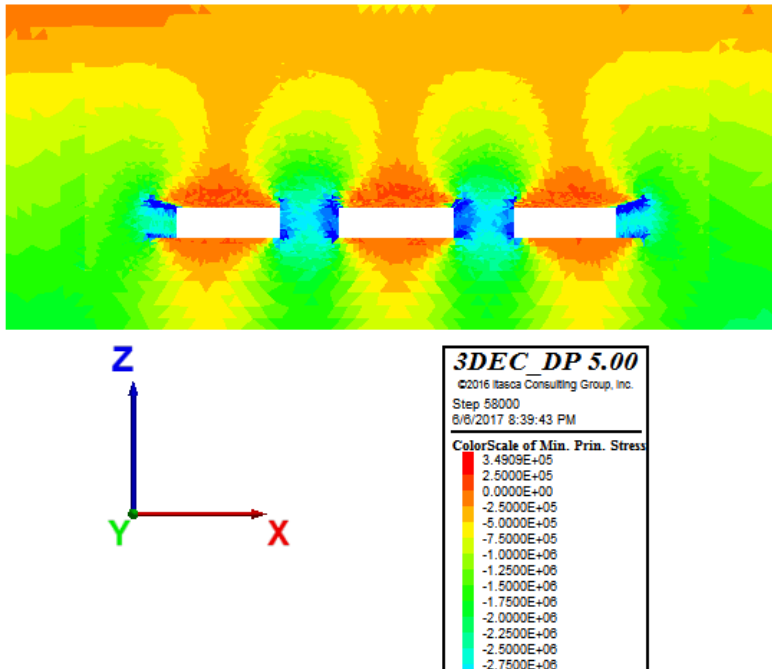 Z
Y
X
3DEC_DP 5.00
©2016 Itasca Consulting Group, Inc.
Step 58000
6/6/2017 8:39:43 PM
ColorScale of Min. Prin. Stress
3.4909E+05
2.5000E+05
0.0000E+00
-2.5000E+05
-5.0000E+05
-7.5000E+05
-1.0000E+06
-1.2500E+06
-1.5000E+06
-1.7500E+06
-2.0000E+06
-2.2500E+06
-2.5000E+06
-2.7500E+06